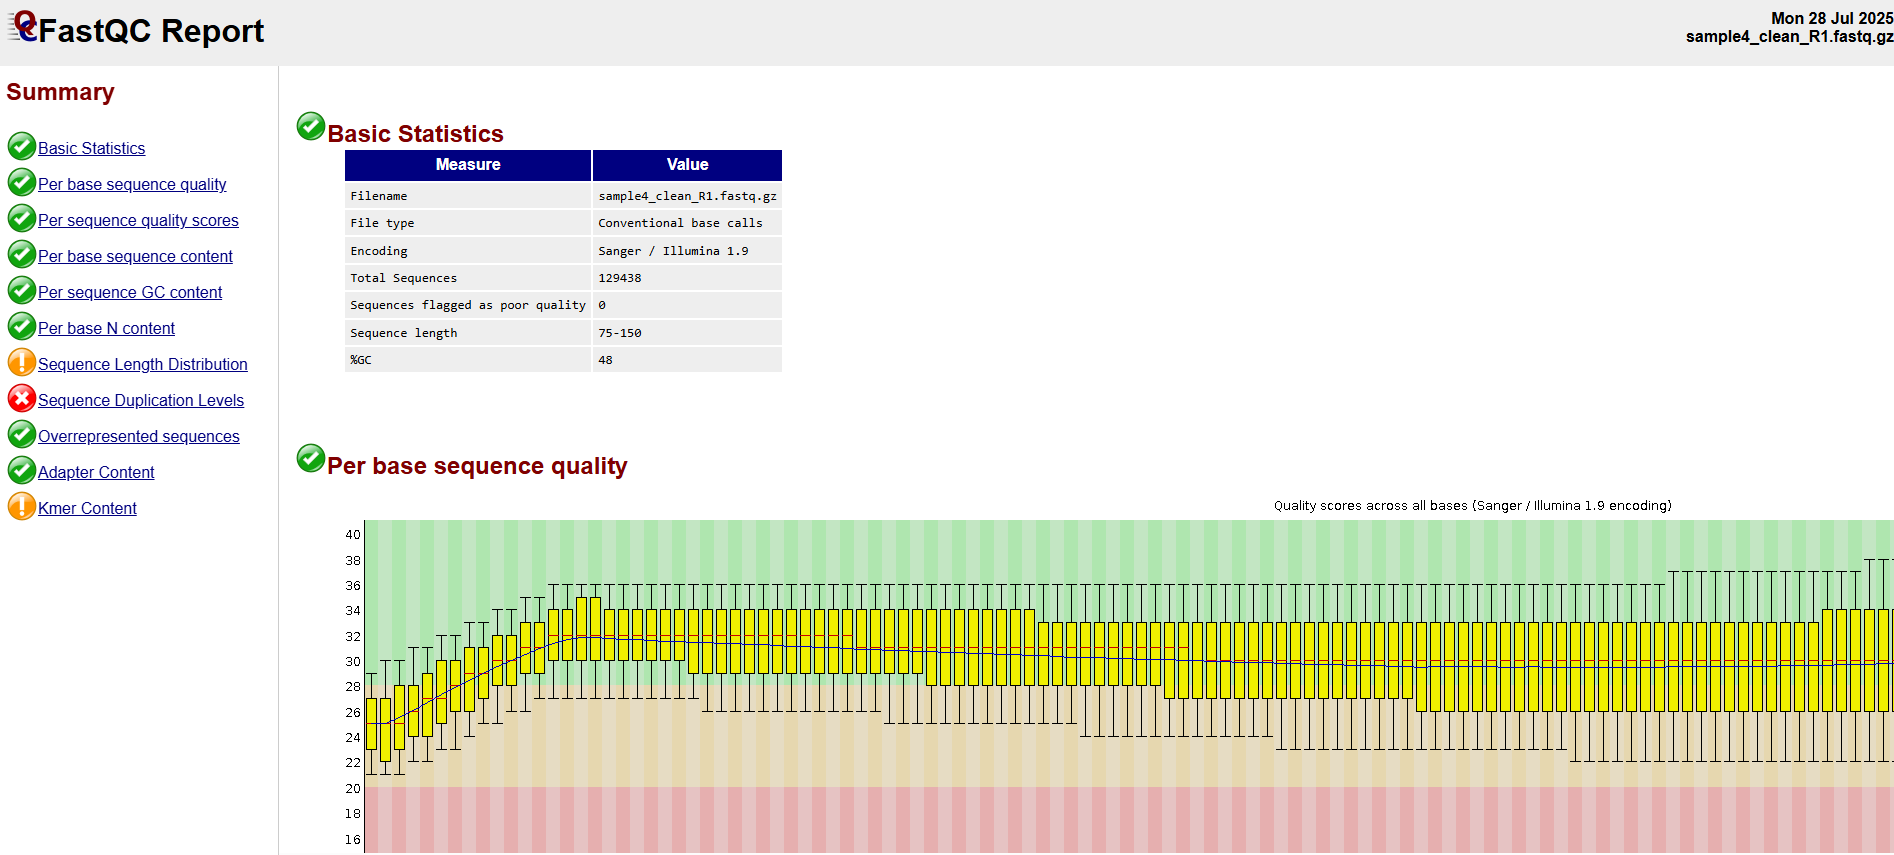 FastQC Report
Mon 28 Jul 2025
sample4_clean_R1.fastq.gz
Summary
Basic Statistics
Per base sequence quality
Per sequence quality scores
Per base sequence content
Per sequence GC content
Per base N content
Sequence Length Distribution
Sequence Duplication Levels
Overrepresented sequences
Adapter Content
Kmer Content
Basic Statistics
Measure Value
Filename sample4_clean_R1.fastq.gz
File type Conventional base calls
Encoding Sanger / Illumina 1.9
Total Sequences 129438
Sequences flagged as poor quality 0
Sequence length 75-150
%GC 48
Per base sequence quality
Quality scores across all bases (Sanger / Illumina 1.9 encoding)
40
38
36
34
32
30
28
26
24
22
20
18
16